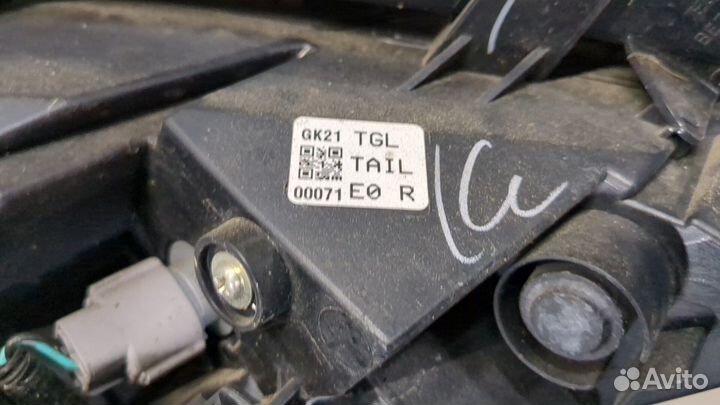 GK21 TGL
TAIL
00071 E0 R
Avito